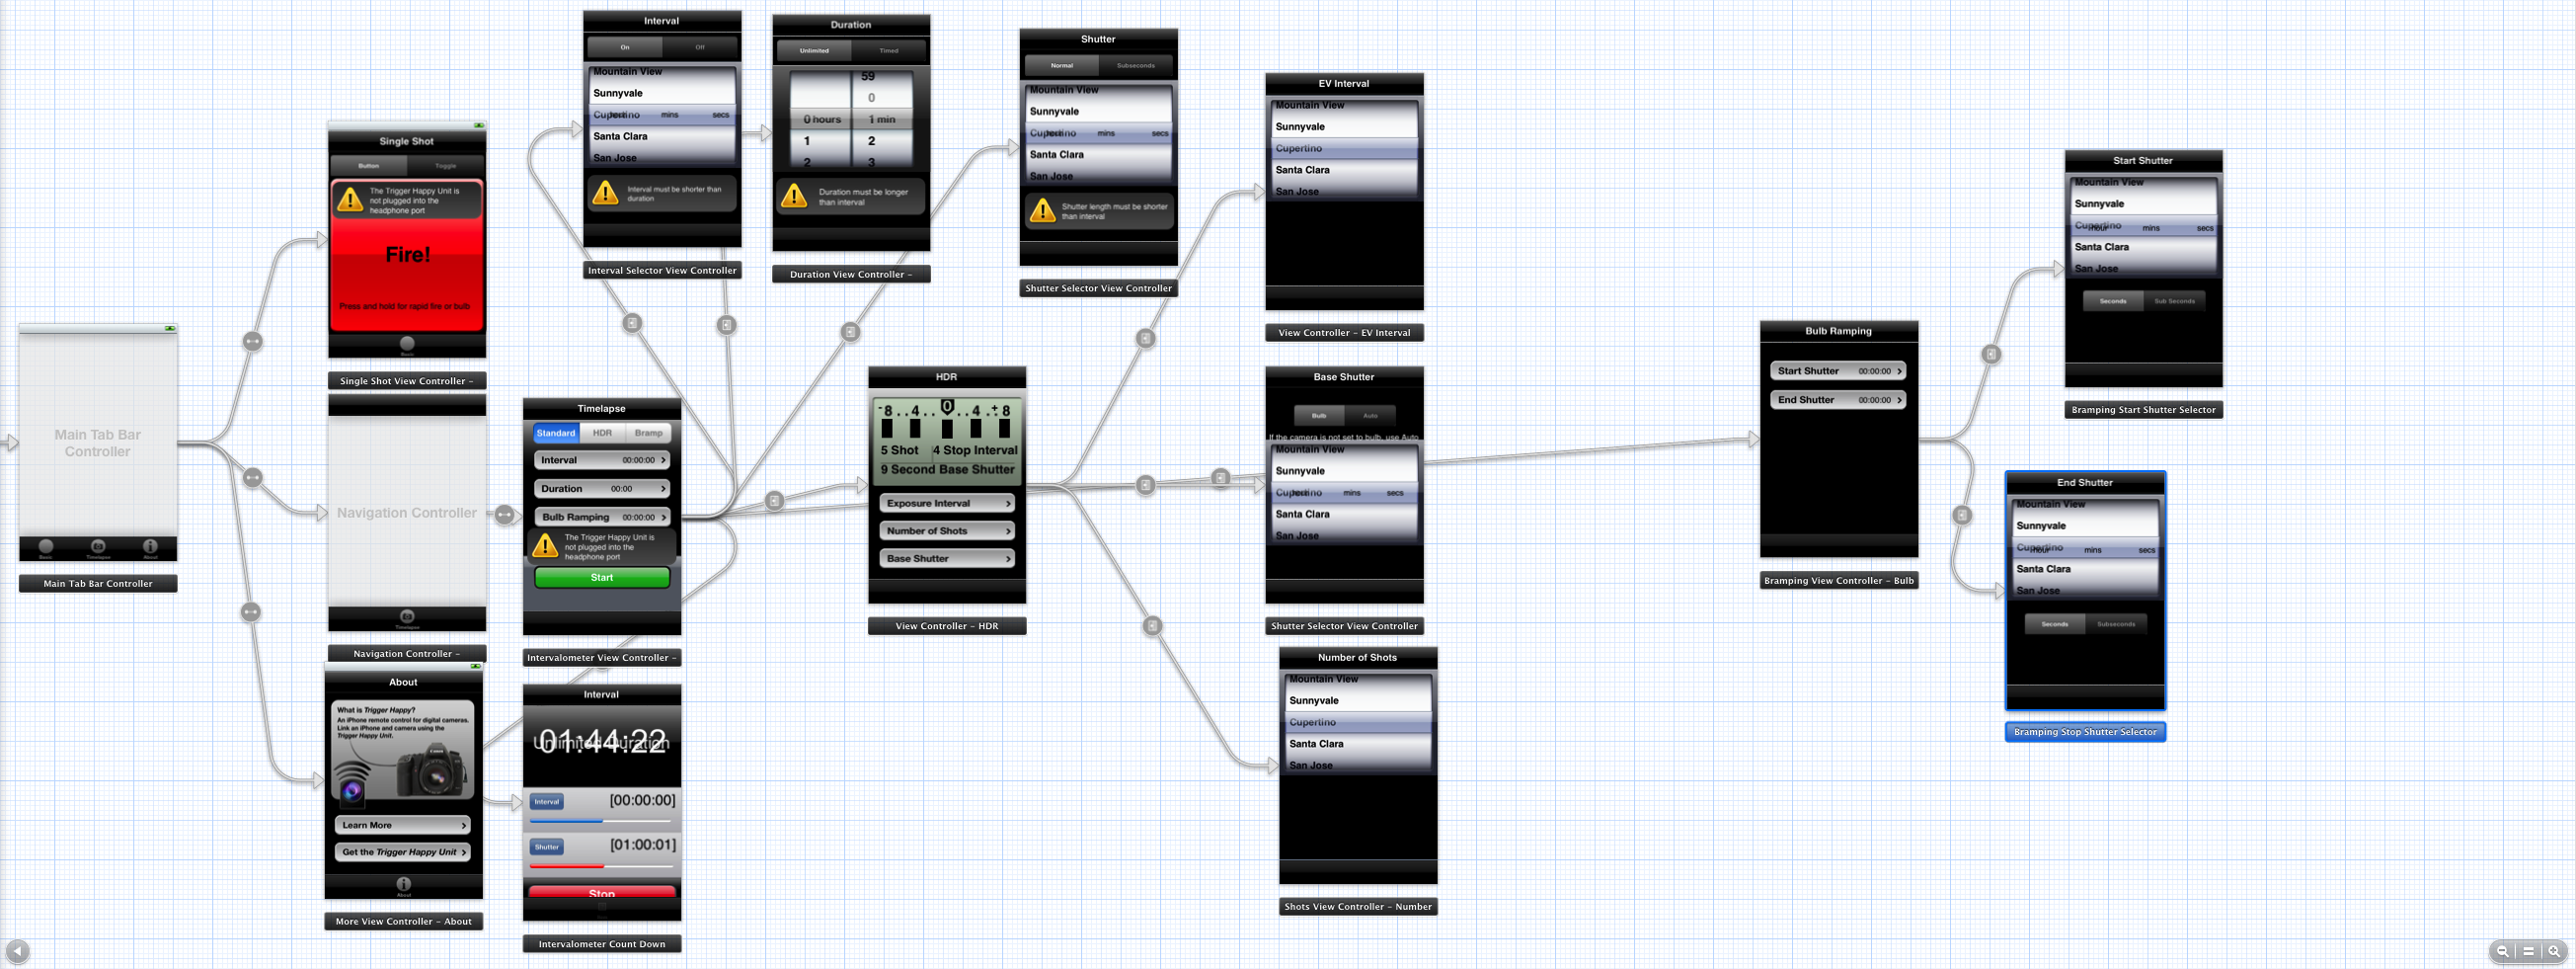 Main Tab Bar
Controller
Basic
Timelapse
About
Main Tab Bar Controller
Single Shot
Button
Toggle
The Trigger Happy Unit is
not plugged into the
headphone port
Fire!
Press and hold for rapid fire or bulb
Basic
Single Shot View Controller –
Navigation Controller
Timelapse
Navigation Controller –
About
What is Trigger Happy?
An iPhone remote control for digital cameras.
Link an iPhone and camera using the
Trigger Happy Unit.
Learn More
Get the Trigger Happy Unit
About
More View Controller – About
Interval
On
Off
Mountain View
Sunnyvale
Cupertino
mins
secs
Santa Clara
San Jose
Interval must be shorter than
duration
Interval Selector View Controller
Duration
Unlimited
Timed
59
0
0 hours
1 min
1
2
2
3
Duration must be longer
than interval
Duration View Controller –
Timelapse
Standard
HDR
Bramp
Interval
00:00:00
Duration
00:00
Bulb Ramping
00:00:00
The Trigger Happy Unit is
not plugged into the
headphone port
Start
Intervalometer View Controller –
Interval
01:44:22
Unlimited Duration
Interval
[00:00:00]
Shutter
[01:00:01]
Stop
Intervalometer Count Down
Shutter
Normal
Subseconds
Mountain View
Sunnyvale
Cupertino
mins
secs
Santa Clara
San Jose
Shutter length must be shorter
than interval
Shutter Selector View Controller
HDR
-8..4..0..4..+8
5 Shot
4 Stop Interval
9 Second Base Shutter
Exposure Interval
Number of Shots
Base Shutter
View Controller – HDR
EV Interval
Mountain View
Sunnyvale
Cupertino
Santa Clara
San Jose
View Controller – EV Interval
Base Shutter
Bulb
Auto
If the camera is not set to bulb, use Auto
Mountain View
Sunnyvale
Cupertino
mins
secs
Santa Clara
San Jose
Shutter Selector View Controller
Number of Shots
Mountain View
Sunnyvale
Cupertino
Santa Clara
San Jose
Shots View Controller – Number
Bulb Ramping
Start Shutter
00:00:00
End Shutter
00:00:00
Bramping View Controller – Bulb
Start Shutter
Mountain View
Sunnyvale
Cupertino
hour
mins
secs
Santa Clara
San Jose
Seconds
Sub Seconds
Bramping Start Shutter Selector
End Shutter
Mountain View
Sunnyvale
Cupertino
hour
mins
secs
Santa Clara
San Jose
Seconds
Subseconds
Bramping Stop Shutter Selector